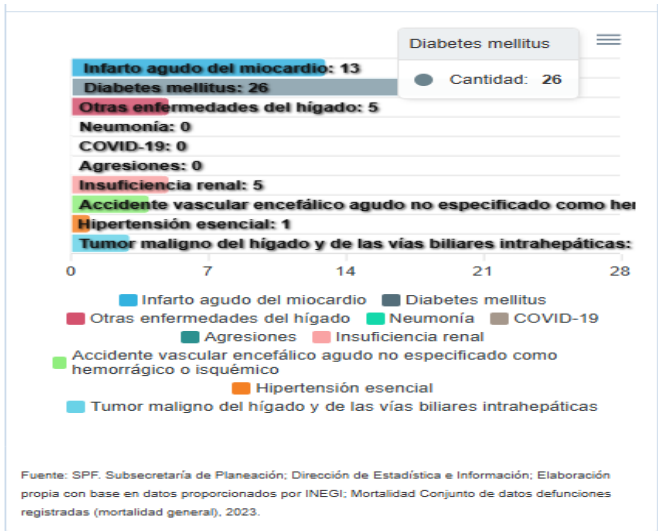 Diabetes mellitus
Cantidad: 26
Infarto agudo del miocardio: 13
Diabetes mellitus: 26
Otras enfermedades del hígado: 5
Neumonía: 0
COVID-19: 0
Agresiones: 0
Insuficiencia renal: 5
Accidente vascular encefálico agudo no especificado como
Hipertensión esencial: 1
Tumor maligno del hígado y de las vías biliares intrahepáticas:
0 7 14 21 28
Infarto agudo del miocardio Diabetes mellitus
Otras enfermedades del hígado Neumonía COVID-19
Agresiones Insuficiencia renal
Accidente vascular encefálico agudo no especificado como
hemorrágico o isquémico
Hipertensión esencial
Tumor maligno del hígado y de las vías biliares intrahepáticas
Fuente: SPF. Subsecretaría de Planeación; Dirección de Estadística e Información; Elaboración
propia con base en datos proporcionados por INEGI; Mortalidad Conjunto de datos defunciones
registradas (mortalidad general), 2023.